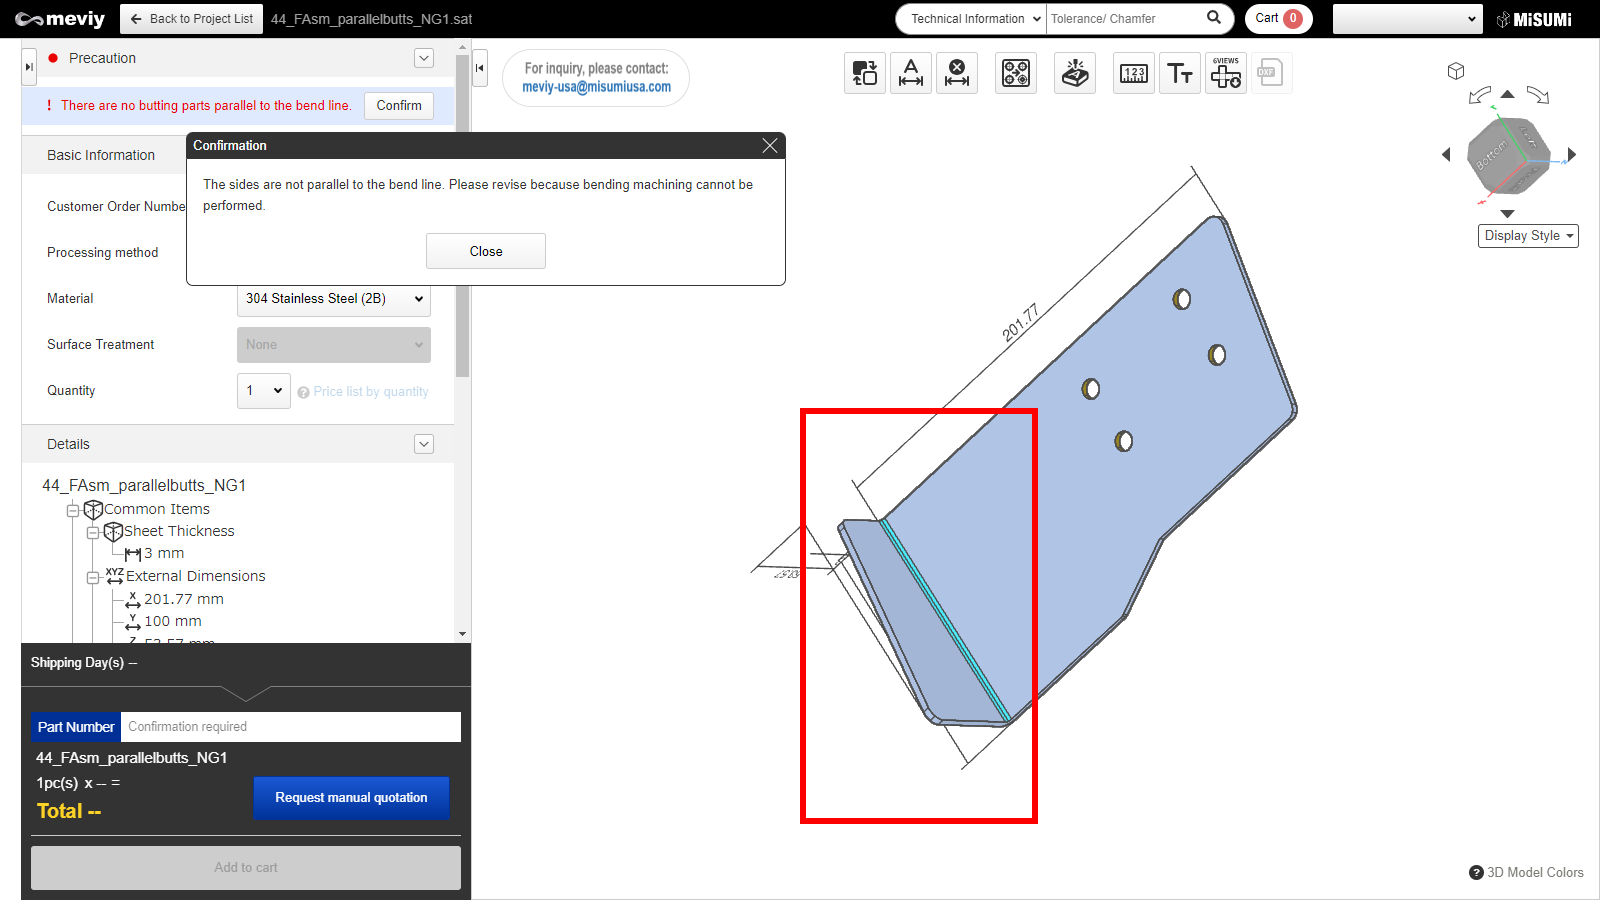 meviy
Back to Project List
44_FAsm_parallelbutts_NG1.sat
Technical Information
Tolerance/ Chamfer
Cart 0
MiSUMi
Precaution
! There are no butting parts parallel to the bend line.
Confirm
For inquiry, please contact:
meviy-usa@misumiusa.com
6VIEWS
DXF
Bottom
Left
Display Style
Confirmation
The sides are not parallel to the bend line. Please revise because bending machining cannot be
performed.
Close
Basic Information
Customer Order Numbe
Processing method
Material
304 Stainless Steel (2B)
Surface Treatment
None
Quantity
1
Price list by quantity
Details
44_FAsm_parallelbutts_NG1
Common Items
Sheet Thickness
3 mm
XYZ External Dimensions
X 201.77 mm
Y 100 mm
Z 53.57 mm
201.77
Shipping Day(s) --
Part Number
Confirmation required
44_FAsm_parallelbutts_NG1
1pc(s) x -- =
Total --
Request manual quotation
Add to cart
? 3D Model Colors